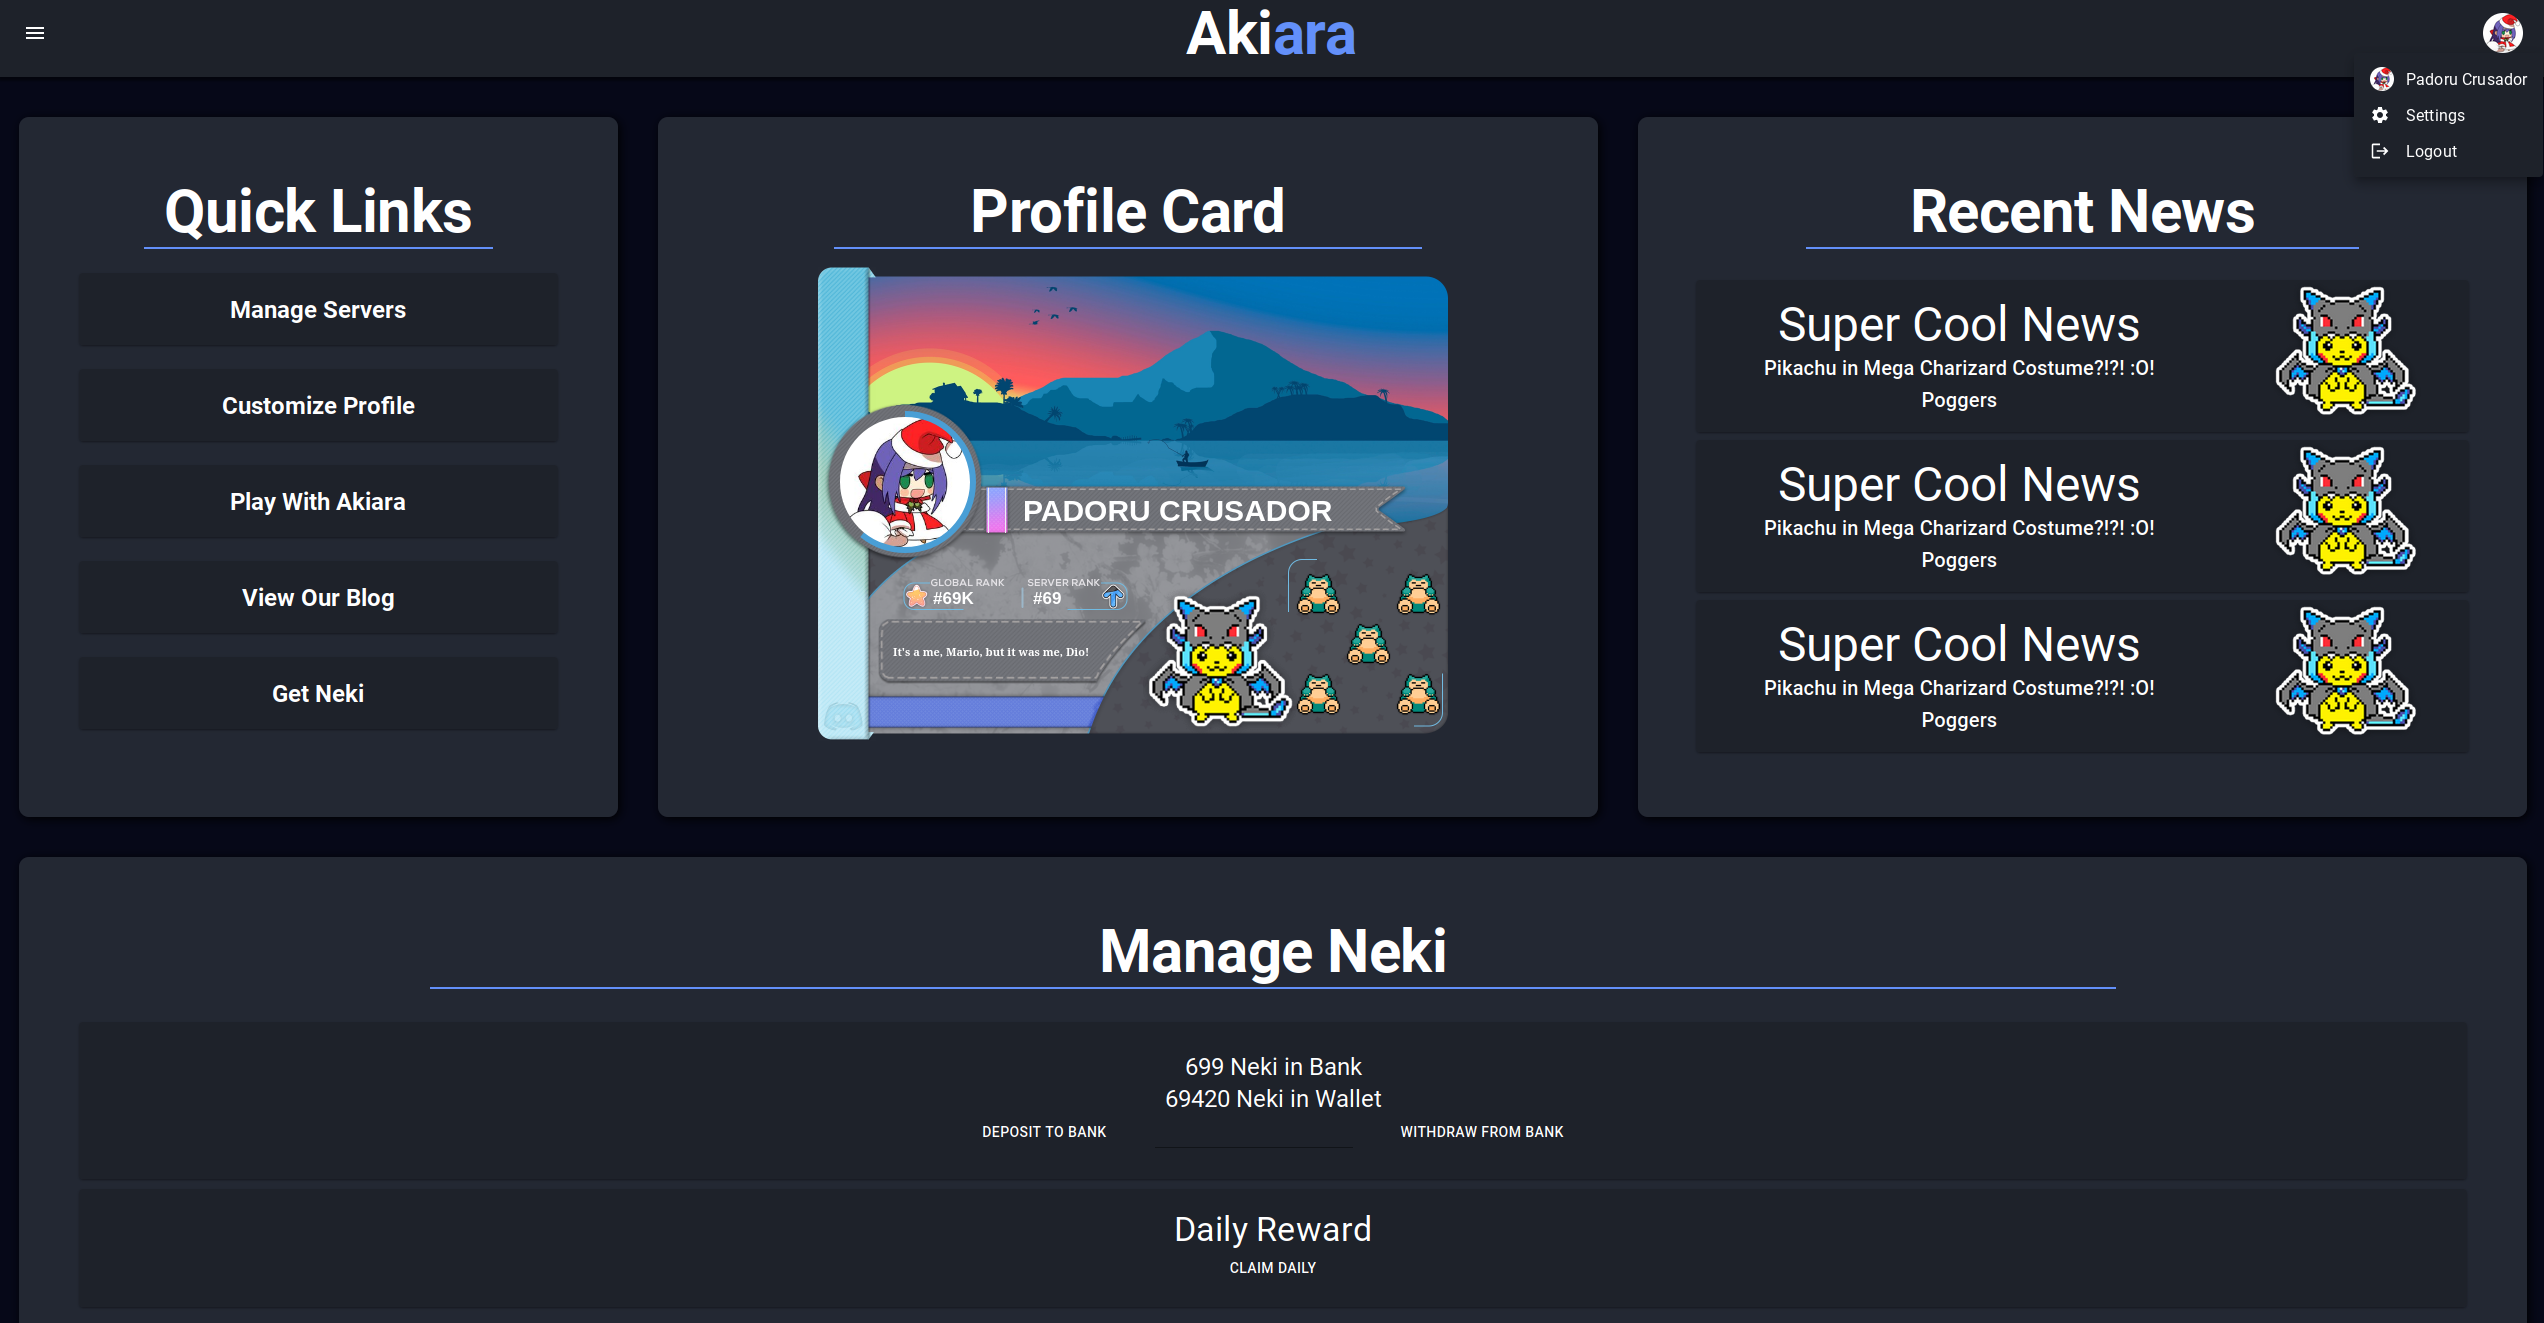 Akiara
Padoru Crusador
Settings
Logout
Quick Links
Manage Servers
Customize Profile
Play With Akiara
View Our Blog
Get Neki
Profile Card
PADORU CRUSADOR
GLOBAL RANK
#69K
SERVER RANK
#69
It's a me, Mario, but it was me, Dio!
Recent News
Super Cool News
Pikachu in Mega Charizard Costume?!?! :O!
Poggers
Super Cool News
Pikachu in Mega Charizard Costume?!?! :O!
Poggers
Super Cool News
Pikachu in Mega Charizard Costume?!?! :O!
Poggers
Manage Neki
699 Neki in Bank
69420 Neki in Wallet
DEPOSIT TO BANK
WITHDRAW FROM BANK
Daily Reward
CLAIM DAILY